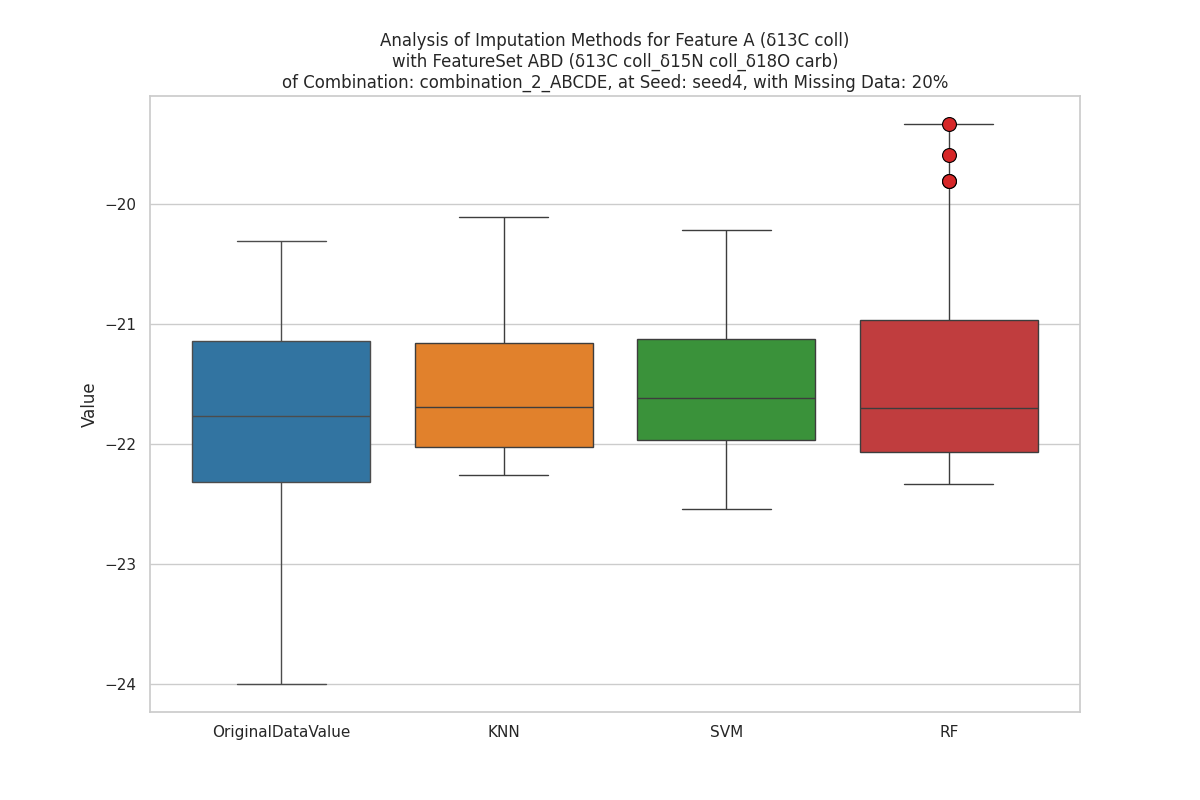 Analysis of Imputation Methods for Feature A (δ13C coll)
with FeatureSet ABD (δ13C coll_δ15N coll_δ18O carb)
of Combination: combination_2_ABCDE, at Seed: seed4, with Missing Data: 20%
Value
−20
−21
−22
−23
−24
OriginalDataValue
KNN
SVM
RF